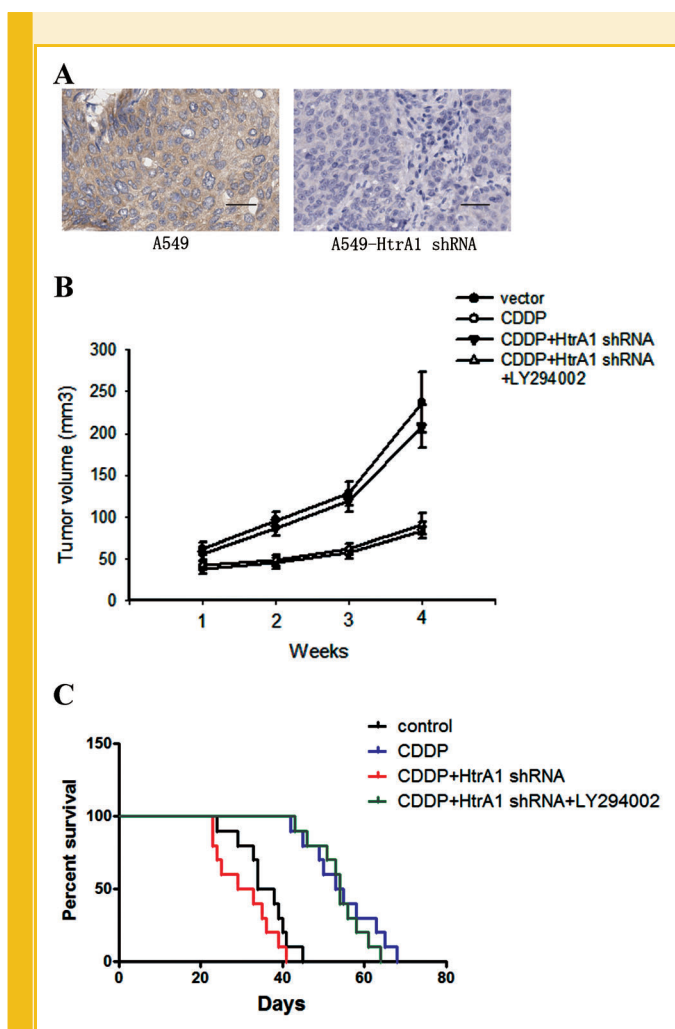 A
A549
A549-HtrA1 shRNA
B
vector
CDDP
CDDP+HtrA1 shRNA
CDDP+HtrA1 shRNA
+LY294002
300
250
200
150
100
50
0
Tumor volume (mm3)
1 2 3 4
Weeks
C
control
CDDP
CDDP+HtrA1 shRNA
CDDP+HtrA1 shRNA+LY294002
150
100
50
0
Percent survival
0 20 40 60 80
Days